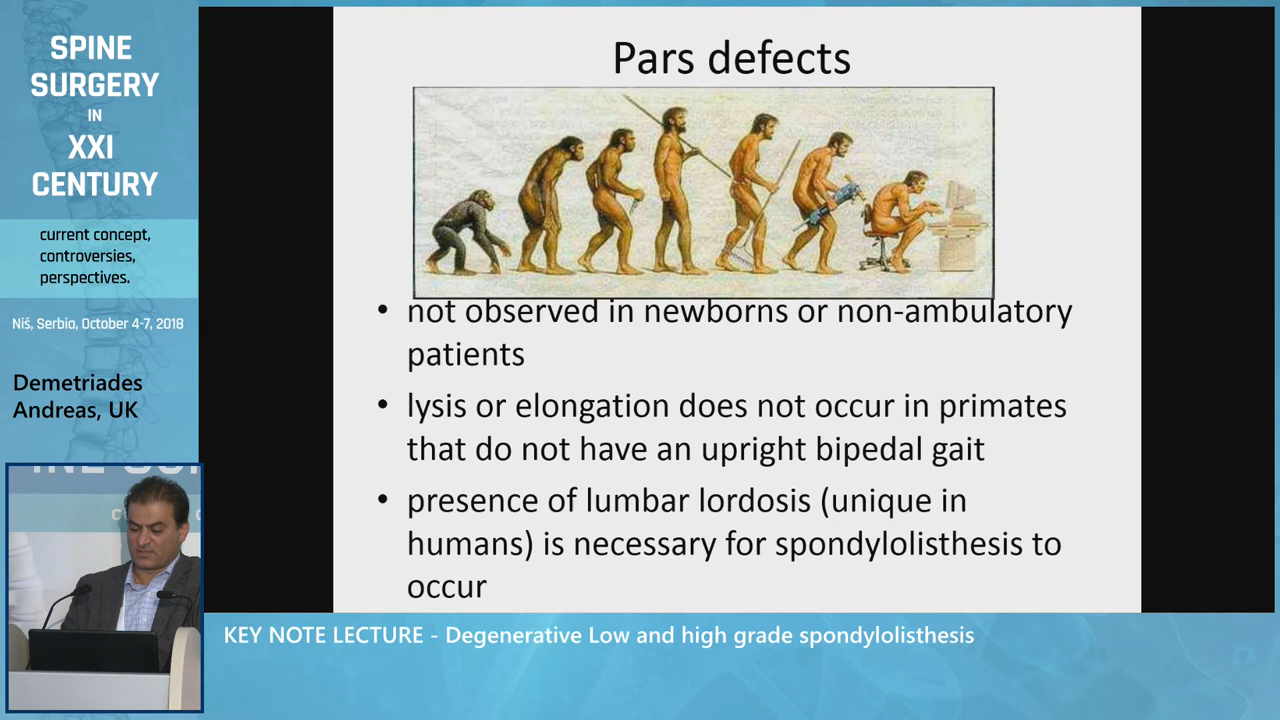 SPINE
SURGERY
IN
XXI
CENTURY
current concept,
controversies,
perspectives.
Niš, Serbia, October 4-7, 2018
Demetriades
Andreas, UK
Pars defects
• not observed in newborns or non-ambulatory
patients
• lysis or elongation does not occur in primates
that do not have an upright bipedal gait
• presence of lumbar lordosis (unique in
humans) is necessary for spondylolisthesis to
occur
KEY NOTE LECTURE - Degenerative Low and high grade spondylolisthesis